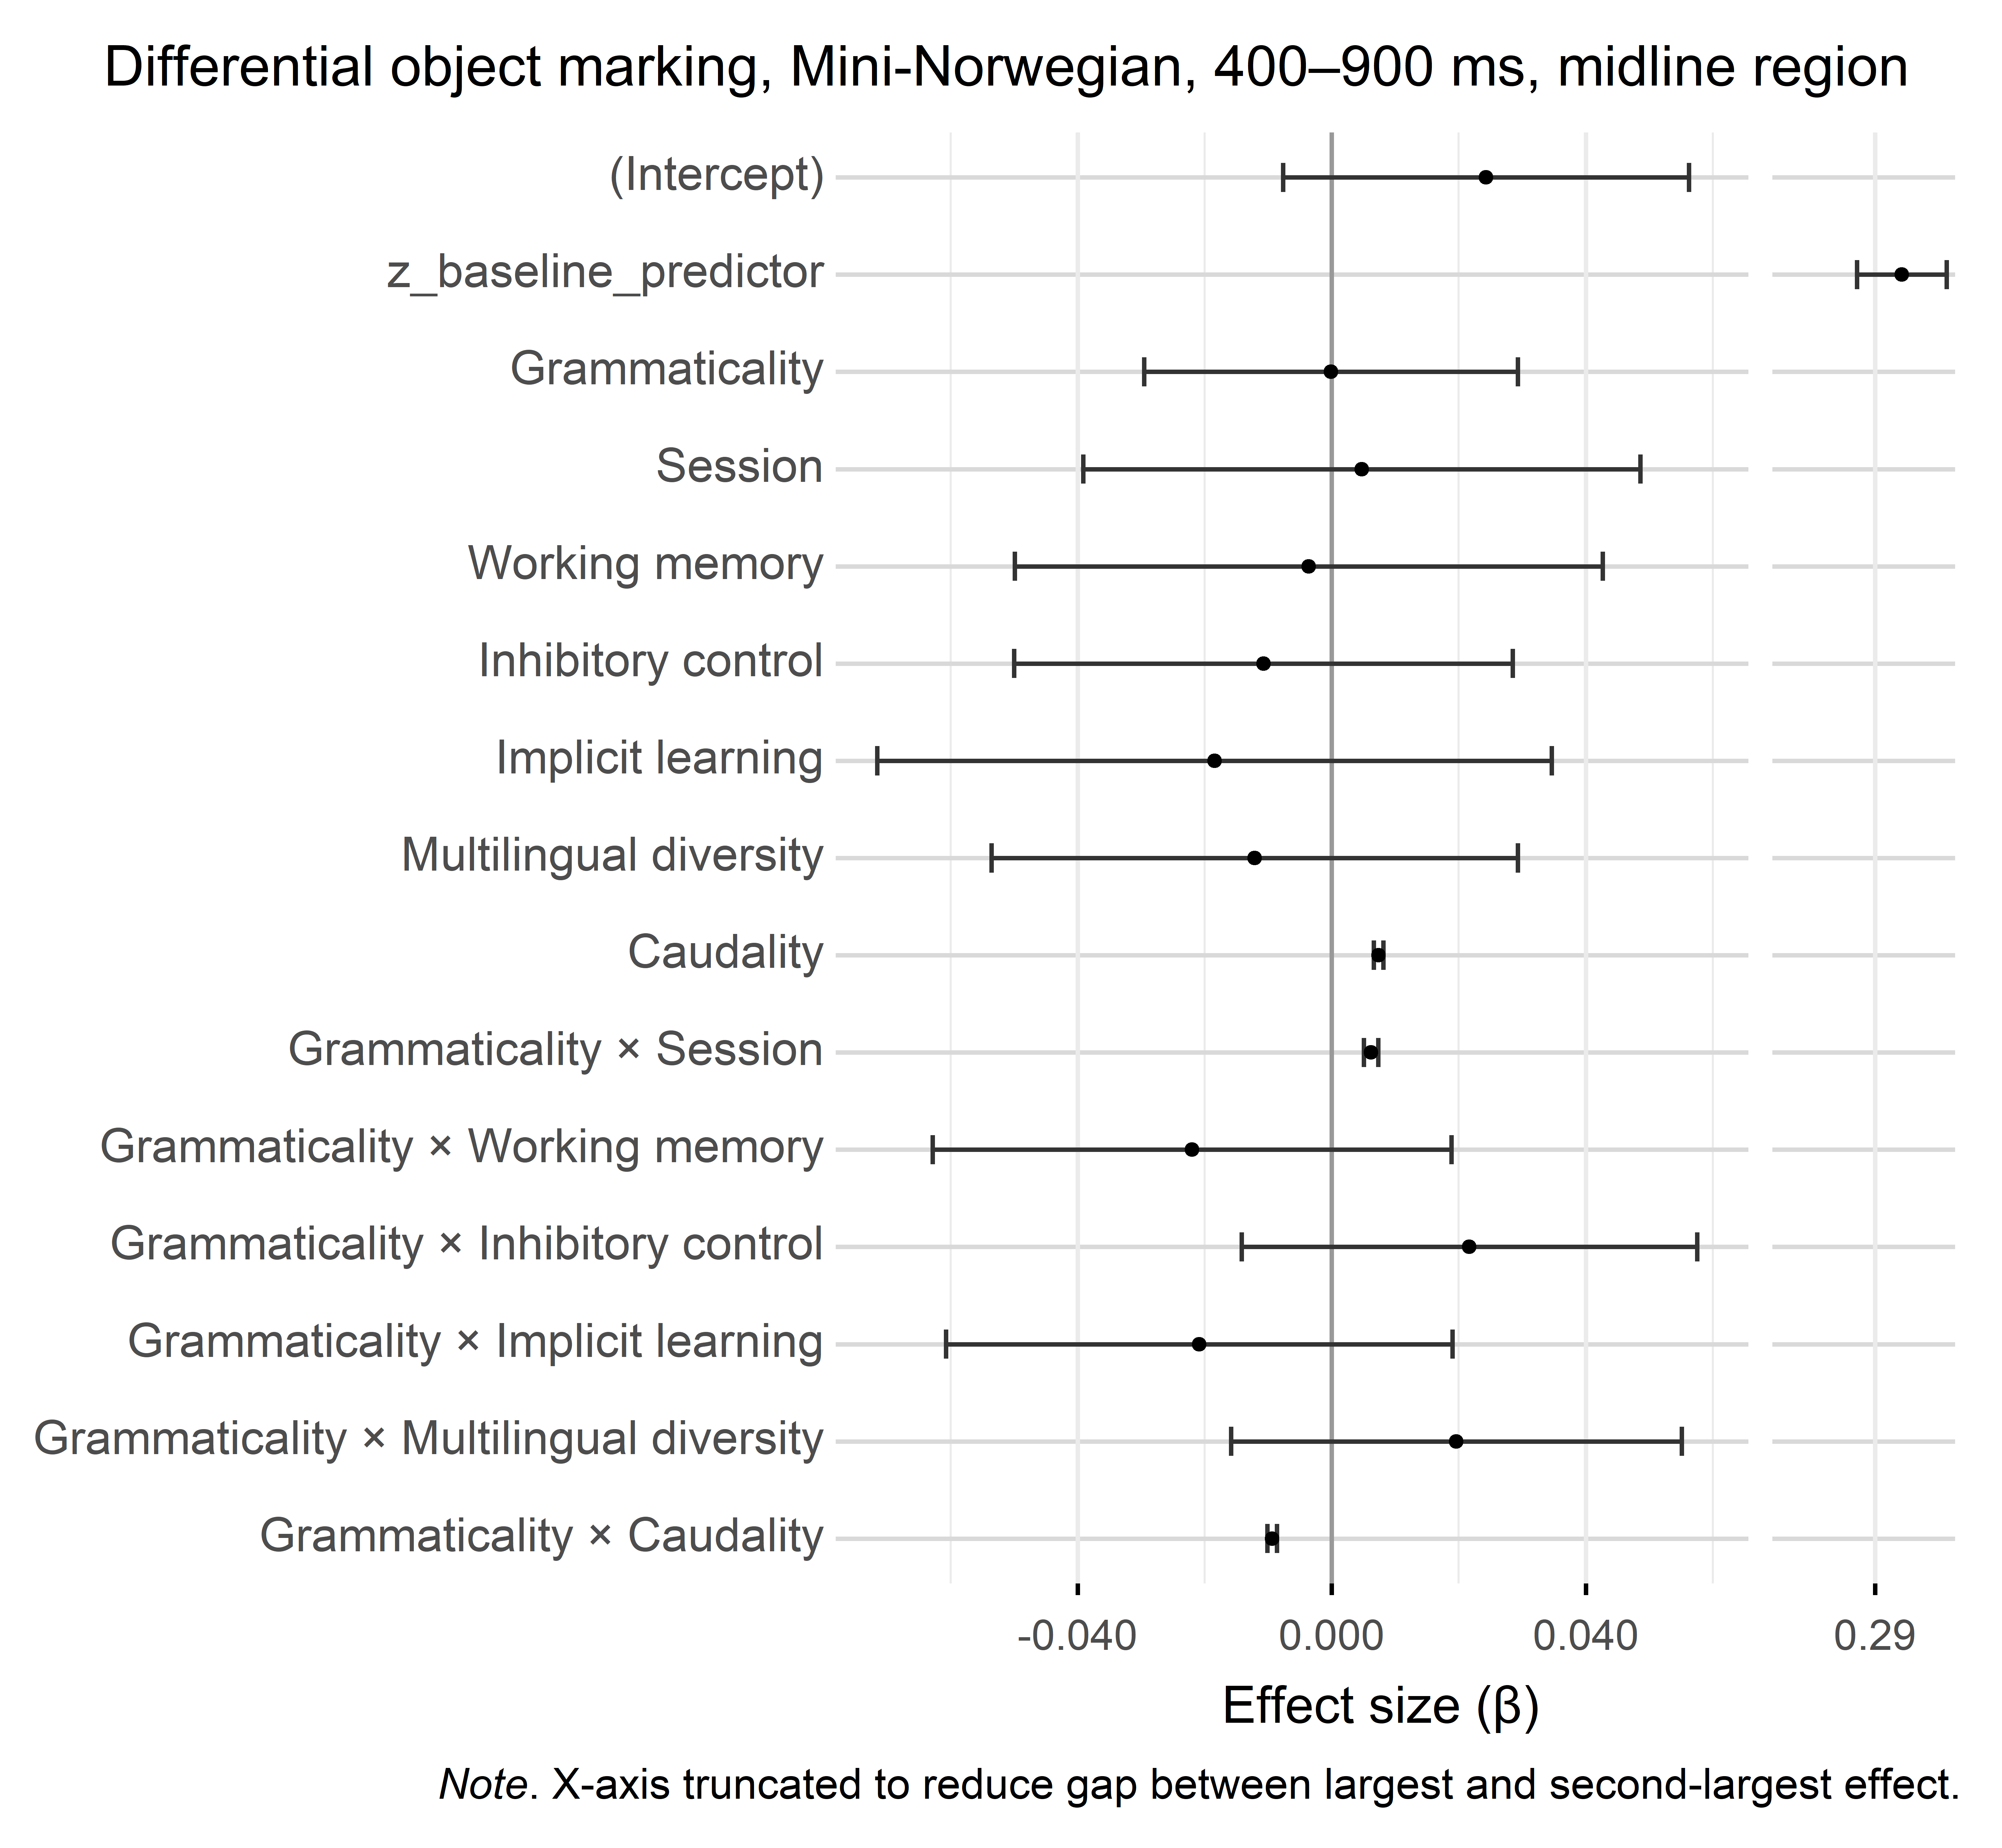 Differential object marking, Mini-Norwegian, 400–900 ms, midline region
(Intercept)
z_baseline_predictor
Grammaticality
Session
Working memory
Inhibitory control
Implicit learning
Multilingual diversity
Caudality
Grammaticality × Session
Grammaticality × Working memory
Grammaticality × Inhibitory control
Grammaticality × Implicit learning
Grammaticality × Multilingual diversity
Grammaticality × Caudality
-0.040 0.000 0.040 0.29
Effect size (β)
Note. X-axis truncated to reduce gap between largest and second-largest effect.